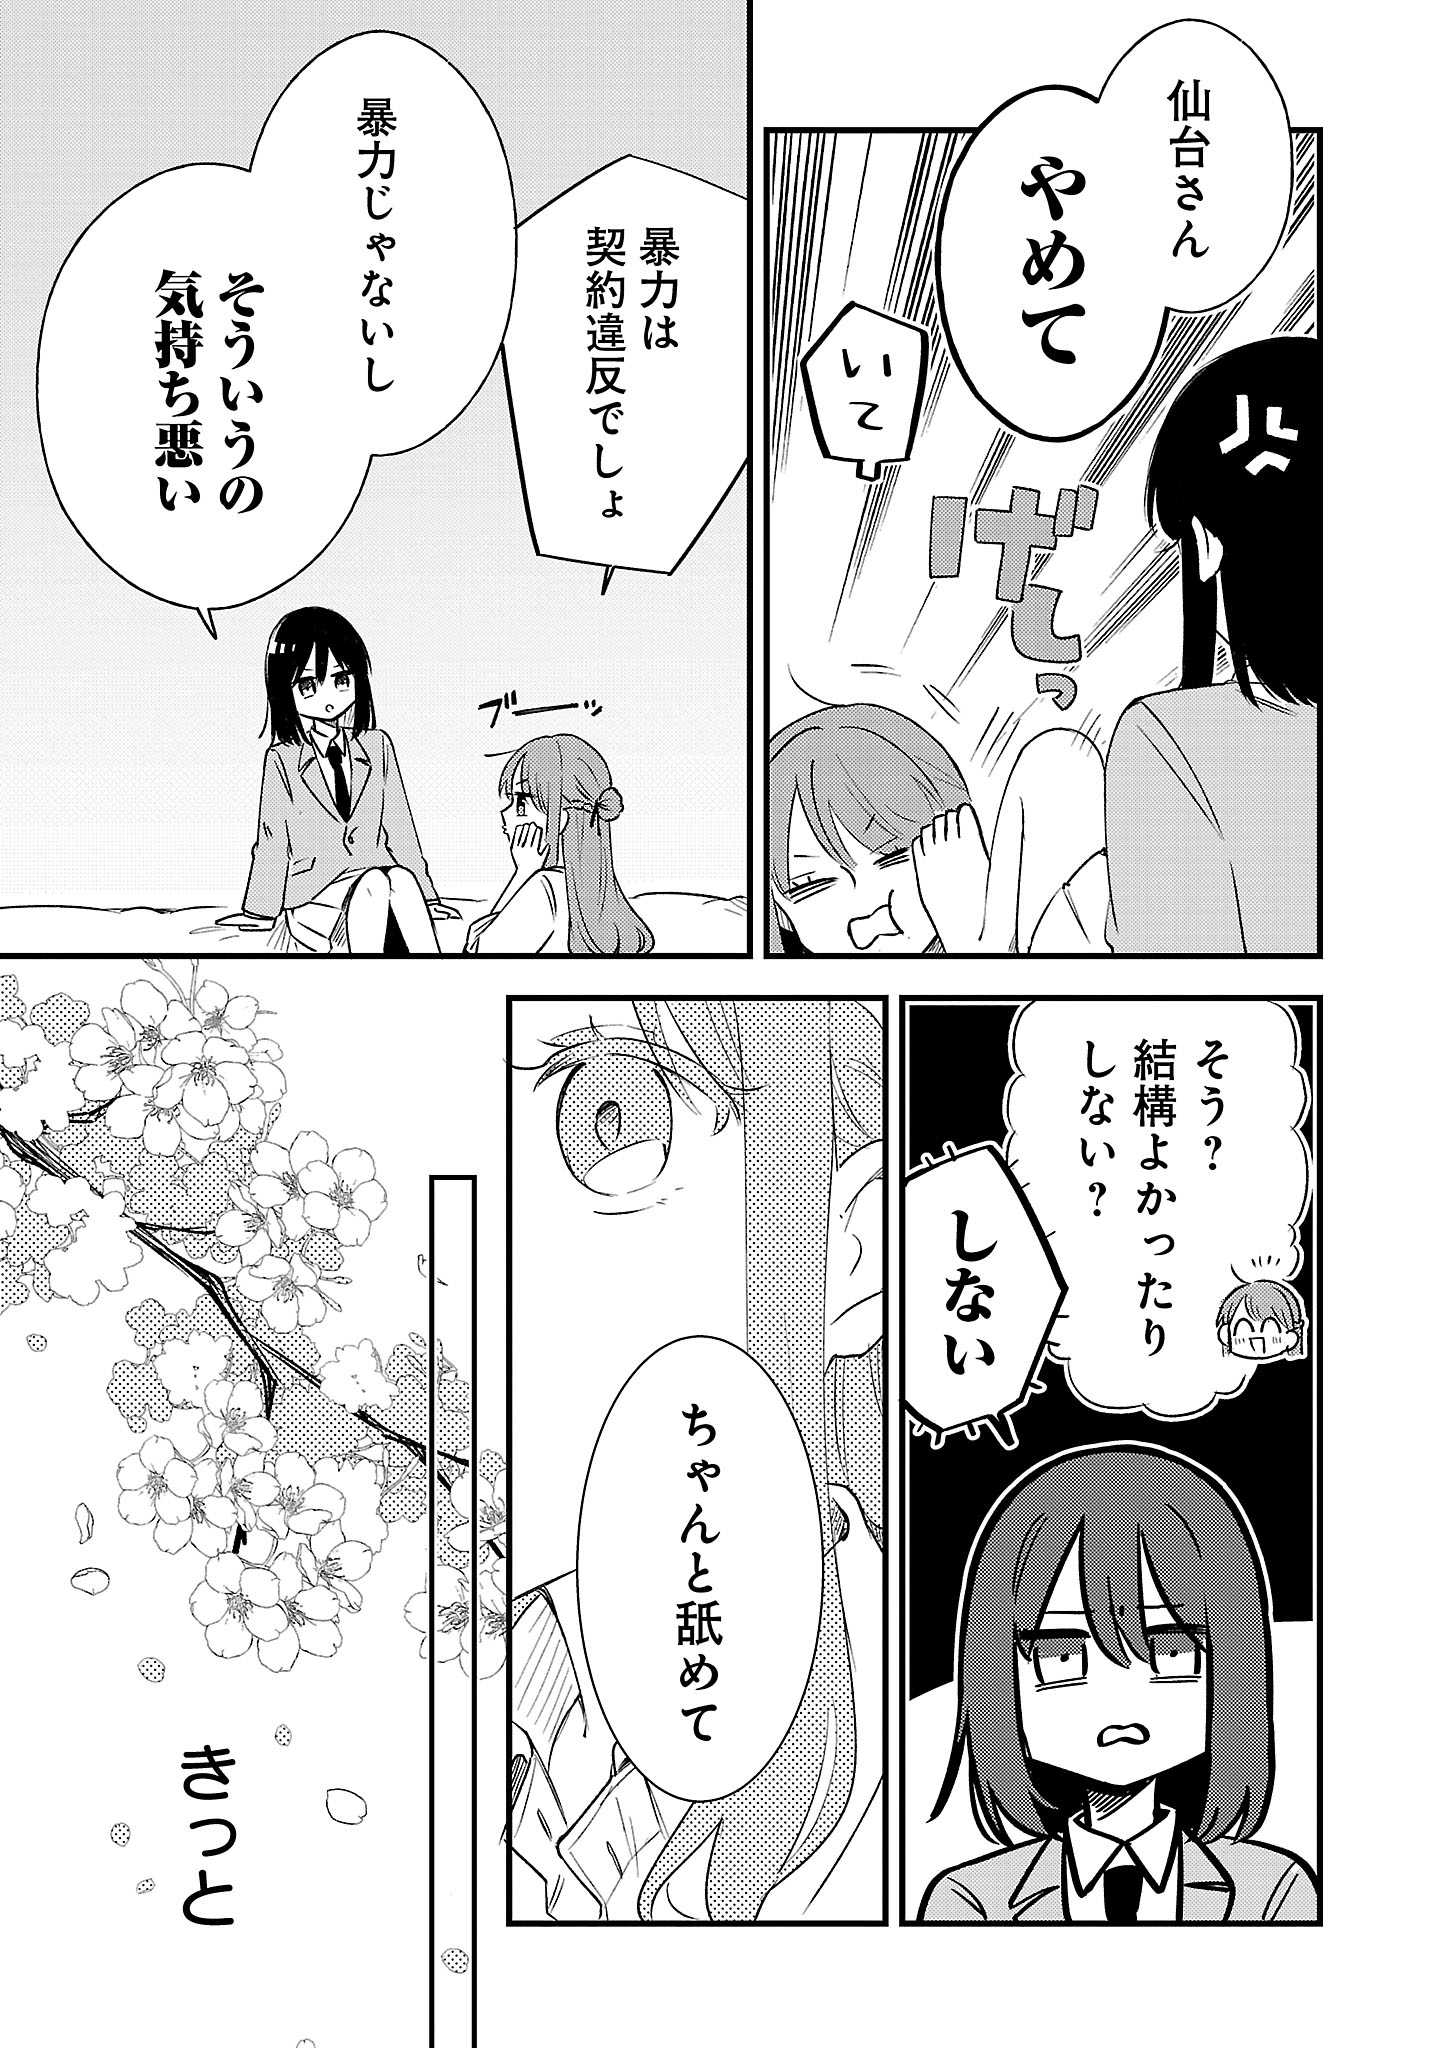 仙台さん
やめて
いて
げしっ
暴力は
契約違反でしょ
暴力じゃないし
そういうの
気持ち悪い
ブーーッ
そう？
結構よかったり
しない？
しない
ちゃんと舐めて
きっと